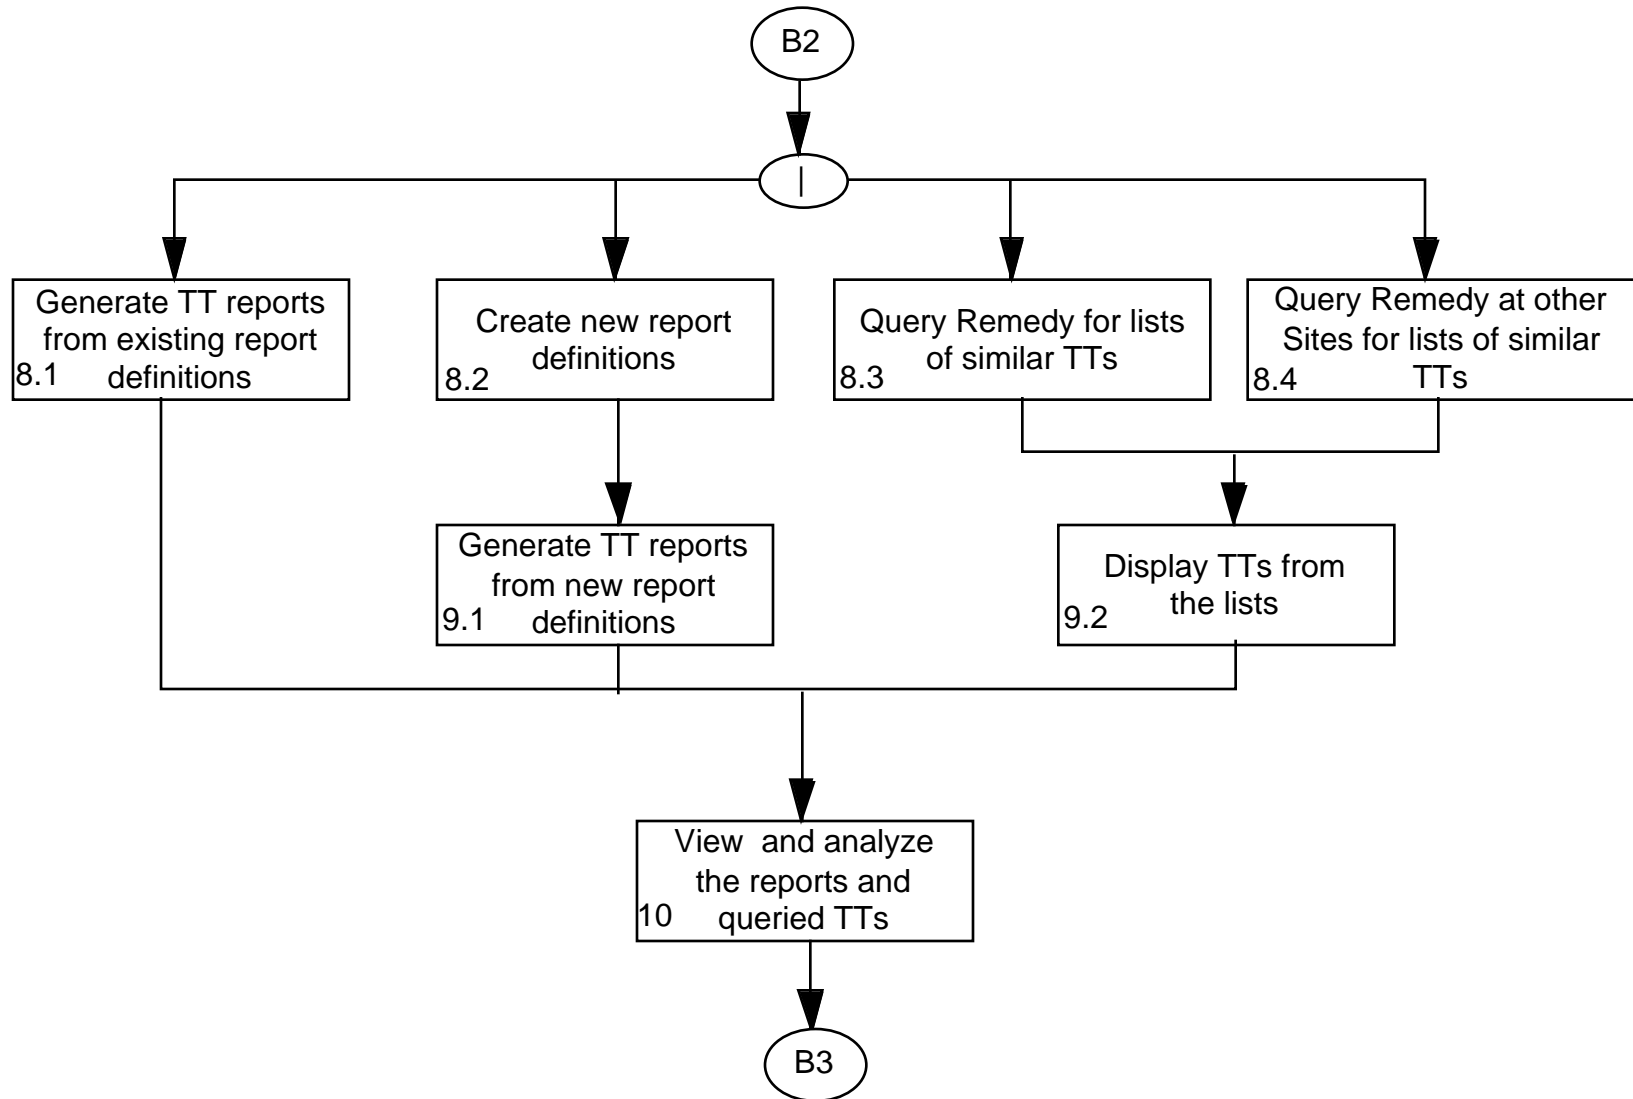 B2
|
Generate TT reports
from existing report
definitions
8.1
Create new report
definitions
8.2
Query Remedy for lists
of similar TTs
8.3
Query Remedy at other
Sites for lists of similar
TTs
8.4
Generate TT reports
from new report
definitions
9.1
Display TTs from
the lists
9.2
View and analyze
the reports and
queried TTs
10
B3